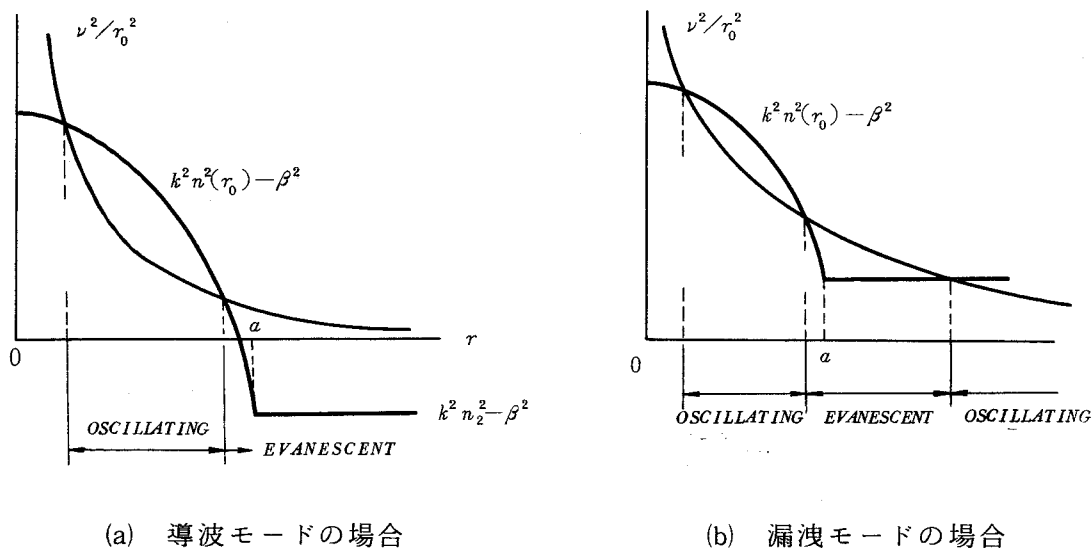 ν²/r₀²
k²n²(r₀)−β²
a
r
0
k²n₂²−β²
OSCILLATING
EVANESCENT
(a) 導波モードの場合
ν²/r₀²
k²n²(r₀)−β²
0
a
OSCILLATING
EVANESCENT
OSCILLATING
(b) 漏洩モードの場合